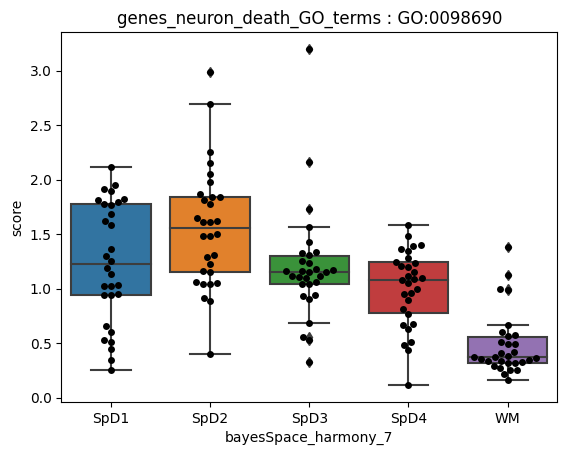 genes_neuron_death_GO_terms : GO:0098690
score
3.0
2.5
2.0
1.5
1.0
0.5
0.0
SpD1 SpD2 SpD3 SpD4 WM
bayesSpace_harmony_7